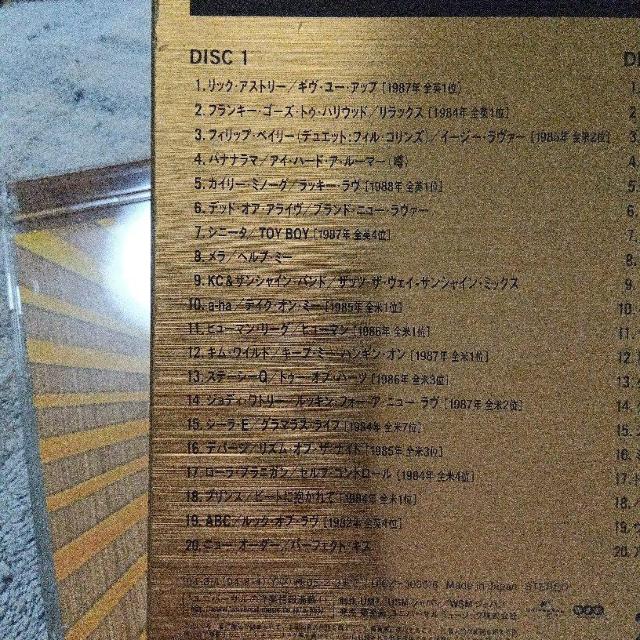 DISC 1
1. リック・アストリー／ギヴ・ユー・アップ [1987年 全英1位]
2. フランキー・ゴーズ・トゥ・ハリウッド／リラックス [1984年 全英1位]
3. フィリップ・ベイリー(デュエット:フィル・コリンズ)／イージー・ラヴァー [1985年 全米2位]
4. バナナラマ／アイ・ハード・ア・ルーマー (噂)
5. カイリー・ミノーグ／ラッキー・ラヴ [1988年 全英1位]
6. デッド・オア・アライヴ／ブランド・ニュー・ラヴァー
7. シニータ／TOY BOY [1987年 全英4位]
8. メラ／ヘルプ・ミー
9. KC&サンシャイン・バンド／ザッツ・ザ・ウェイ-サンシャイン・ミックス
10. a-ha／テイク・オン・ミー [1985年 全米1位]
11. ヒューマン・リーグ／ヒューマン [1986年 全米1位]
12. キム・ワイルド／キープ・ミー・ハンギン・オン [1987年 全米1位]
13. ステーシーQ／トゥー・オブ・ハーツ [1986年 全米3位]
14. ジョディ・ワトリー／ルッキン・フォー・ア・ニュー・ラヴ [1987年 全米2位]
15. シーラ・E.／グラマラス・ライフ [1984年 全米7位]
16. デバージ／リズム・オブ・ザ・ナイト [1985年 全米3位]
17. ローラ・ブラニガン／セルフ・コントロール [1984年 全米4位]
18. プリンス／ビートに抱かれて [1984年 全米1位]
19. ABC／ルック・オブ・ラヴ [1982年 全英4位]
20. ニュー・オーダー／パーフェクト・キス
Made in Japan STEREO